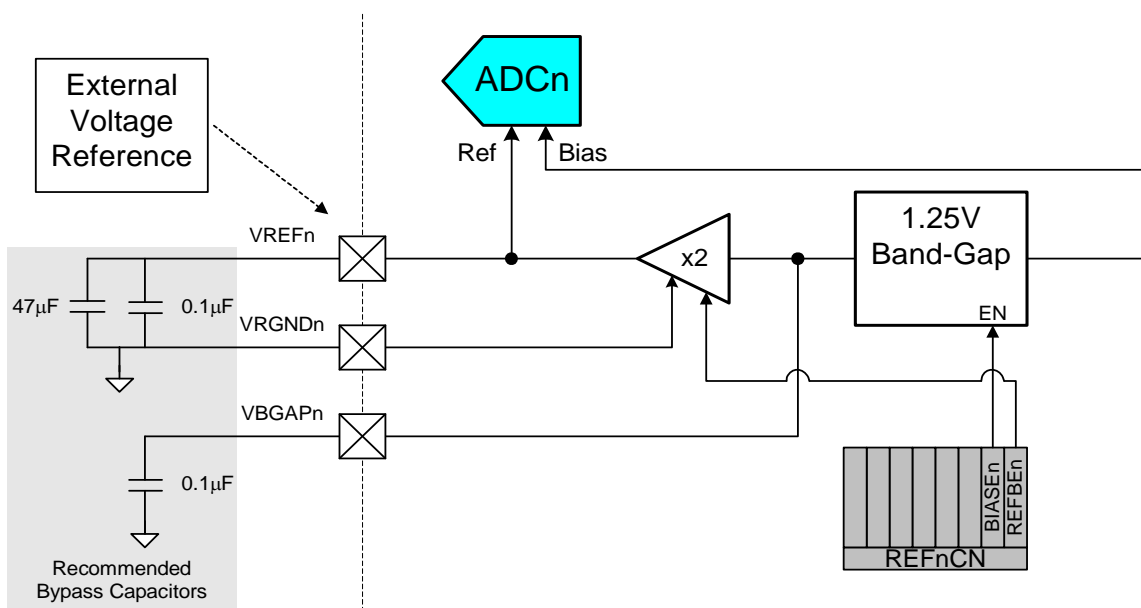 External
Voltage
Reference
ADCn
Ref
Bias
VREFn
x2
1.25V
Band-Gap
EN
47µF
0.1µF
VRGNDn
VBGAPn
0.1µF
BIASEn
REFBEn
REFnCN
Recommended
Bypass Capacitors